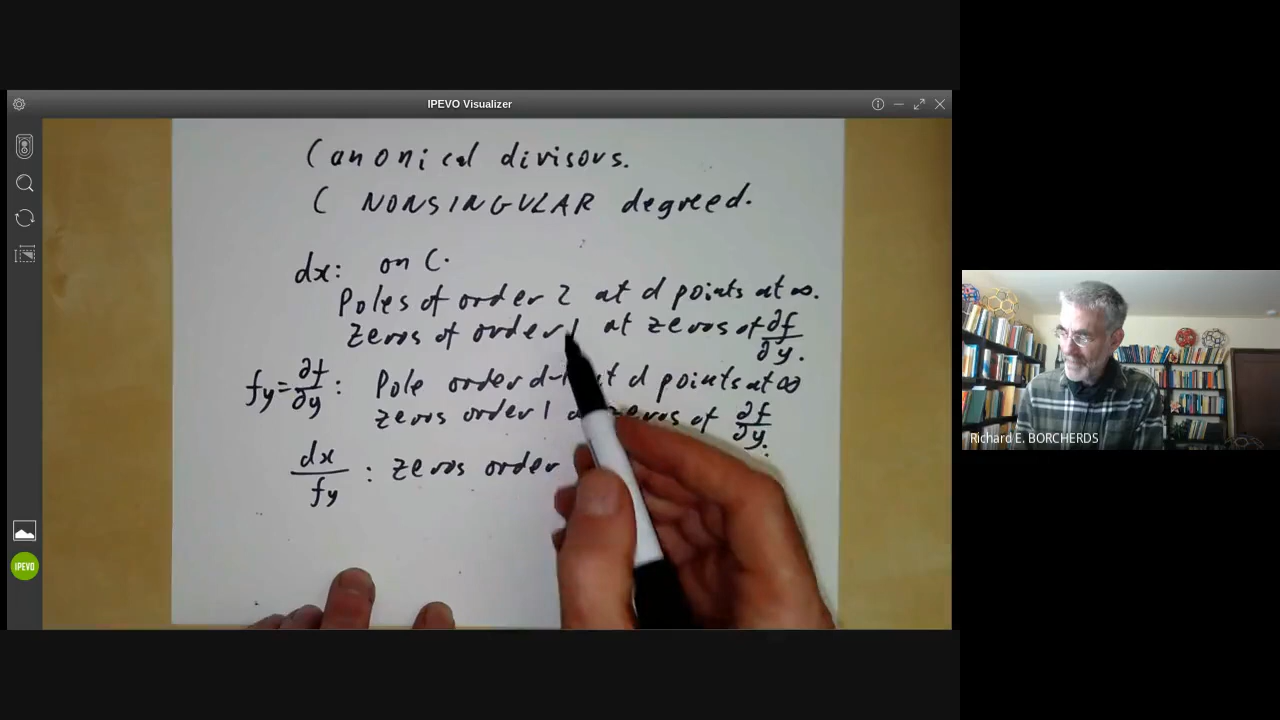 IPEVO Visualizer
Canonical divisors.
C NONSINGULAR degree d.
dx: on C.
Poles of order 2 at d points at ∞.
Zeros of order 1 at zeros of ∂f/∂y.
fy = ∂f/∂y : Pole order d- at d points at ∞
zeros order 1 zeros of ∂f/∂y.
dx/fy : zeros order
Richard E. BORCHERDS
IPEVO